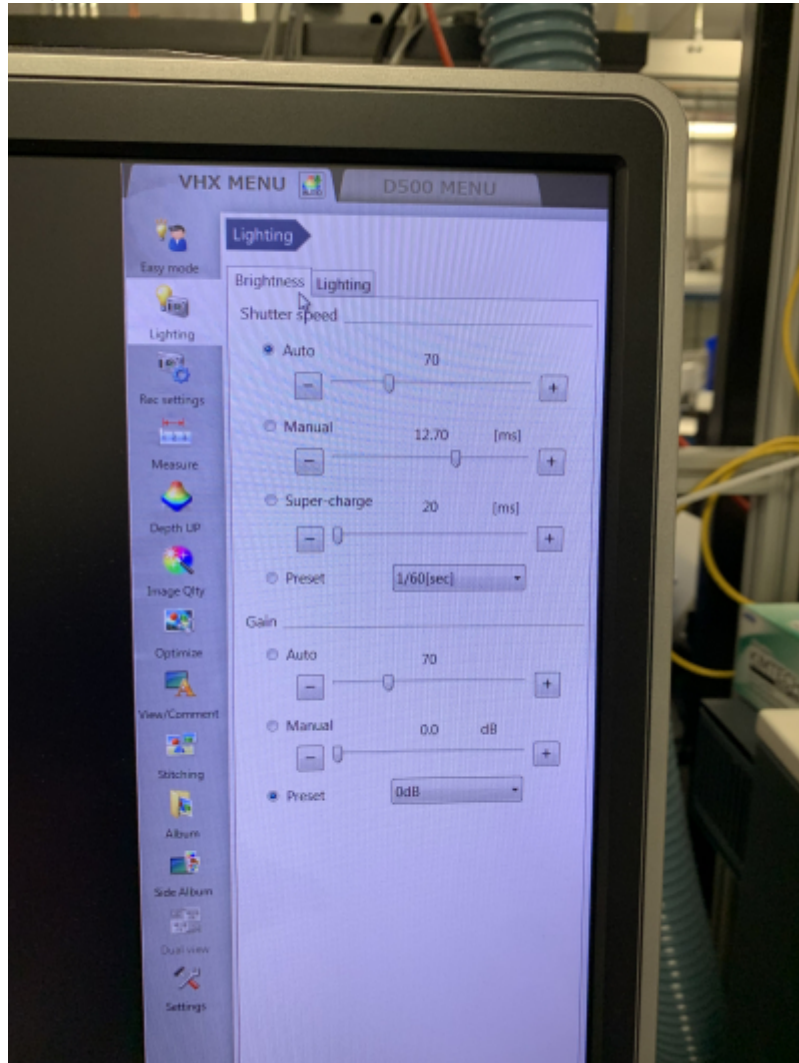 VHX MENU
D500 MENU
Easy mode
Lighting
Rec settings
Measure
Depth UP
Image Qlty
Optimize
View/Comment
Stitching
Album
Side Album
Dual view
Settings
Lighting
Brightness Lighting
Shutter speed
Auto 70
− +
Manual 12.70 [ms]
− +
Super-charge 20 [ms]
− +
Preset 1/60[sec]
Gain
Auto 70
− +
Manual 0.0 dB
− +
Preset 0dB